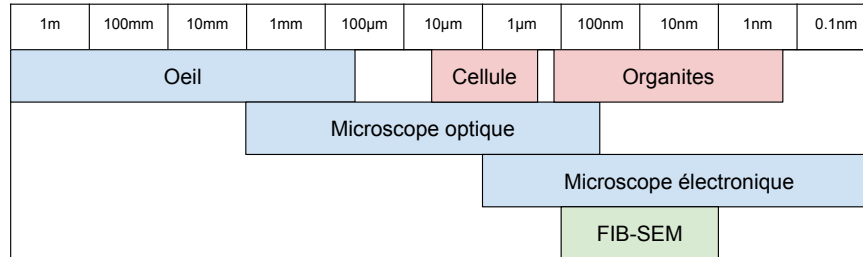 1m 100mm 10mm 1mm 100µm 10µm 1µm 100nm 10nm 1nm 0.1nm
Oeil Cellule Organites
Microscope optique
Microscope électronique
FIB-SEM